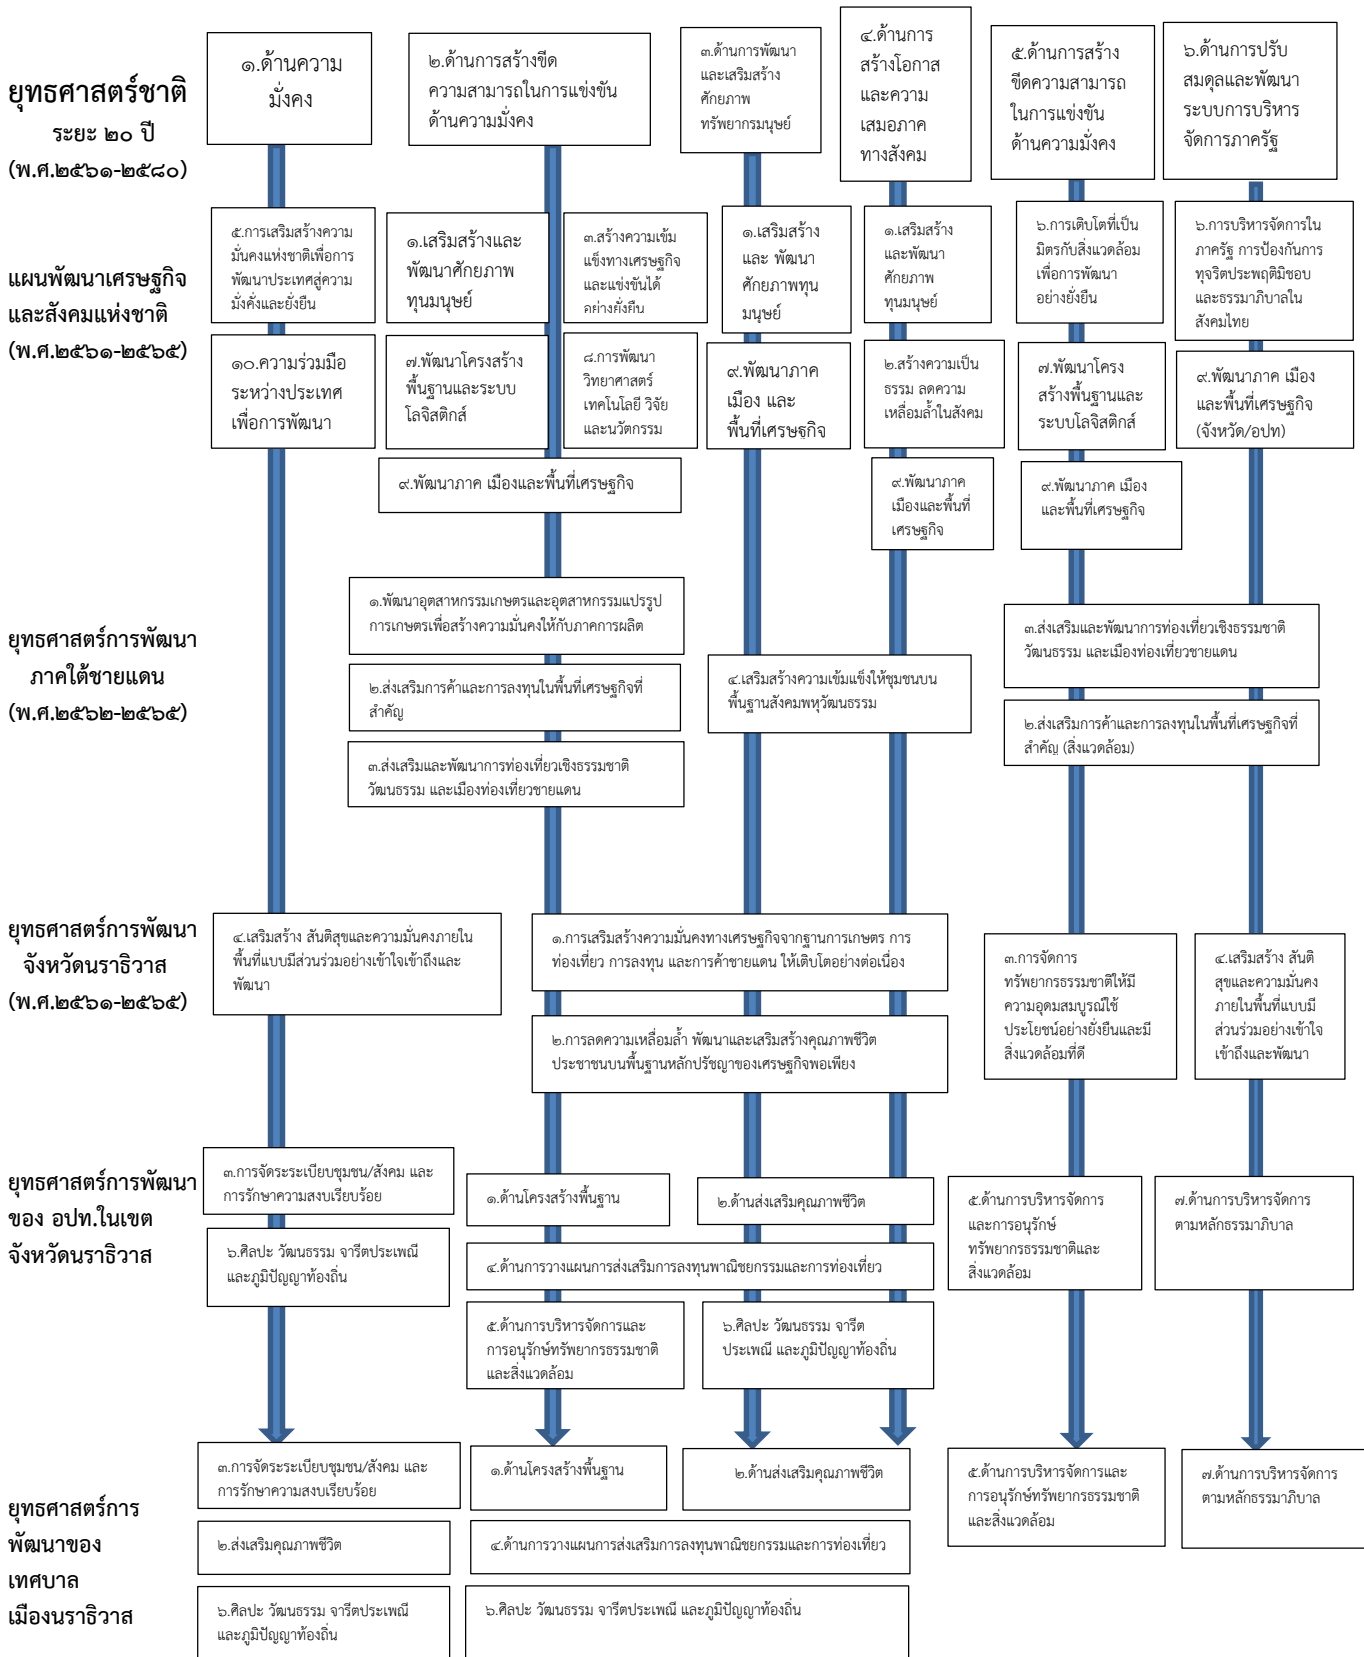 ยุทธศาสตร์ชาติ
ระยะ ๒๐ ปี
(พ.ศ.๒๕๖๑-๒๕๘๐)
๑.ด้านความ
มั่งคง
๒.ด้านการสร้างขีด
ความสามารถในการแข่งขัน
ด้านความมั่งคง
๓.ด้านการพัฒนา
และเสริมสร้าง
ศักยภาพ
ทรัพยากรมนุษย์
๔.ด้านการ
สร้างโอกาส
และความ
เสมอภาค
ทางสังคม
๕.ด้านการสร้าง
ขีดความสามารถ
ในการแข่งขัน
ด้านความมั่งคง
๖.ด้านการปรับ
สมดุลและพัฒนา
ระบบการบริหาร
จัดการภาครัฐ
แผนพัฒนาเศรษฐกิจ
และสังคมแห่งชาติ
(พ.ศ.๒๕๖๑-๒๕๖๕)
๕.การเสริมสร้างความ
มั่นคงแห่งชาติเพื่อการ
พัฒนาประเทศสู่ความ
มั่งคั่งและยั่งยืน
๑.เสริมสร้างและ
พัฒนาศักยภาพ
ทุนมนุษย์
๓.สร้างความเข้ม
แข็งทางเศรษฐกิจ
และแข่งขันได้
อย่างยั่งยืน
๑.เสริมสร้าง
และ พัฒนา
ศักยภาพทุน
มนุษย์
๑.เสริมสร้าง
และพัฒนา
ศักยภาพ
ทุนมนุษย์
๖.การเติบโตที่เป็น
มิตรกับสิ่งแวดล้อม
เพื่อการพัฒนา
อย่างยั่งยืน
๖.การบริหารจัดการใน
ภาครัฐ การป้องกันการ
ทุจริตประพฤติมิชอบ
และธรรมาภิบาลใน
สังคมไทย
๑๐.ความร่วมมือ
ระหว่างประเทศ
เพื่อการพัฒนา
๗.พัฒนาโครงสร้าง
พื้นฐานและระบบ
โลจิสติกส์
๘.การพัฒนา
วิทยาศาสตร์
เทคโนโลยี วิจัย
และนวัตกรรม
๙.พัฒนาภาค
เมือง และ
พื้นที่เศรษฐกิจ
๒.สร้างความเป็น
ธรรม ลดความ
เหลื่อมล้ำในสังคม
๗.พัฒนาโครง
สร้างพื้นฐานและ
ระบบโลจิสติกส์
๙.พัฒนาภาค เมือง
และพื้นที่เศรษฐกิจ
(จังหวัด/อปท)
๙.พัฒนาภาค เมืองและพื้นที่เศรษฐกิจ
๙.พัฒนาภาค
เมืองและพื้นที่
เศรษฐกิจ
๙.พัฒนาภาค เมือง
และพื้นที่เศรษฐกิจ
ยุทธศาสตร์การพัฒนา
ภาคใต้ชายแดน
(พ.ศ.๒๕๖๒-๒๕๖๕)
๑.พัฒนาอุตสาหกรรมเกษตรและอุตสาหกรรมแปรรูป
การเกษตรเพื่อสร้างความมั่นคงให้กับภาคการผลิต
๒.ส่งเสริมการค้าและการลงทุนในพื้นที่เศรษฐกิจที่
สำคัญ
๓.ส่งเสริมและพัฒนาการท่องเที่ยวเชิงธรรมชาติ
วัฒนธรรม และเมืองท่องเที่ยวชายแดน
๔.เสริมสร้างความเข้มแข็งให้ชุมชนบน
พื้นฐานสังคมพหุวัฒนธรรม
๓.ส่งเสริมและพัฒนาการท่องเที่ยวเชิงธรรมชาติ
วัฒนธรรม และเมืองท่องเที่ยวชายแดน
๒.ส่งเสริมการค้าและการลงทุนในพื้นที่เศรษฐกิจที่
สำคัญ (สิ่งแวดล้อม)
ยุทธศาสตร์การพัฒนา
จังหวัดนราธิวาส
(พ.ศ.๒๕๖๑-๒๕๖๕)
๔.เสริมสร้าง สันติสุขและความมั่นคงภายใน
พื้นที่แบบมีส่วนร่วมอย่างเข้าใจเข้าถึงและ
พัฒนา
๑.การเสริมสร้างความมั่นคงทางเศรษฐกิจจากฐานการเกษตร การ
ท่องเที่ยว การลงทุน และการค้าชายแดน ให้เติบโตอย่างต่อเนื่อง
๒.การลดความเหลื่อมล้ำ พัฒนาและเสริมสร้างคุณภาพชีวิต
ประชาชนบนพื้นฐานหลักปรัชญาของเศรษฐกิจพอเพียง
๓.การจัดการ
ทรัพยากรธรรมชาติให้มี
ความอุดมสมบูรณ์ใช้
ประโยชน์อย่างยั่งยืนและมี
สิ่งแวดล้อมที่ดี
๔.เสริมสร้าง สันติ
สุขและความมั่นคง
ภายในพื้นที่แบบมี
ส่วนร่วมอย่างเข้าใจ
เข้าถึงและพัฒนา
ยุทธศาสตร์การพัฒนา
ของ อปท.ในเขต
จังหวัดนราธิวาส
๓.การจัดระระเบียบชุมชน/สังคม และ
การรักษาความสงบเรียบร้อย
๖.ศิลปะ วัฒนธรรม จารีตประเพณี
และภูมิปัญญาท้องถิ่น
๑.ด้านโครงสร้างพื้นฐาน
๒.ด้านส่งเสริมคุณภาพชีวิต
๔.ด้านการวางแผนการส่งเสริมการลงทุนพาณิชยกรรมและการท่องเที่ยว
๕.ด้านการบริหารจัดการและ
การอนุรักษ์ทรัพยากรธรรมชาติ
และสิ่งแวดล้อม
๖.ศิลปะ วัฒนธรรม จารีต
ประเพณี และภูมิปัญญาท้องถิ่น
๕.ด้านการบริหารจัดการ
และการอนุรักษ์
ทรัพยากรธรรมชาติและ
สิ่งแวดล้อม
๗.ด้านการบริหารจัดการ
ตามหลักธรรมาภิบาล
ยุทธศาสตร์การ
พัฒนาของ
เทศบาล
เมืองนราธิวาส
๓.การจัดระระเบียบชุมชน/สังคม และ
การรักษาความสงบเรียบร้อย
๒.ส่งเสริมคุณภาพชีวิต
๖.ศิลปะ วัฒนธรรม จารีตประเพณี
และภูมิปัญญาท้องถิ่น
๑.ด้านโครงสร้างพื้นฐาน
๒.ด้านส่งเสริมคุณภาพชีวิต
๔.ด้านการวางแผนการส่งเสริมการลงทุนพาณิชยกรรมและการท่องเที่ยว
๖.ศิลปะ วัฒนธรรม จารีตประเพณี และภูมิปัญญาท้องถิ่น
๕.ด้านการบริหารจัดการและ
การอนุรักษ์ทรัพยากรธรรมชาติ
และสิ่งแวดล้อม
๗.ด้านการบริหารจัดการ
ตามหลักธรรมาภิบาล